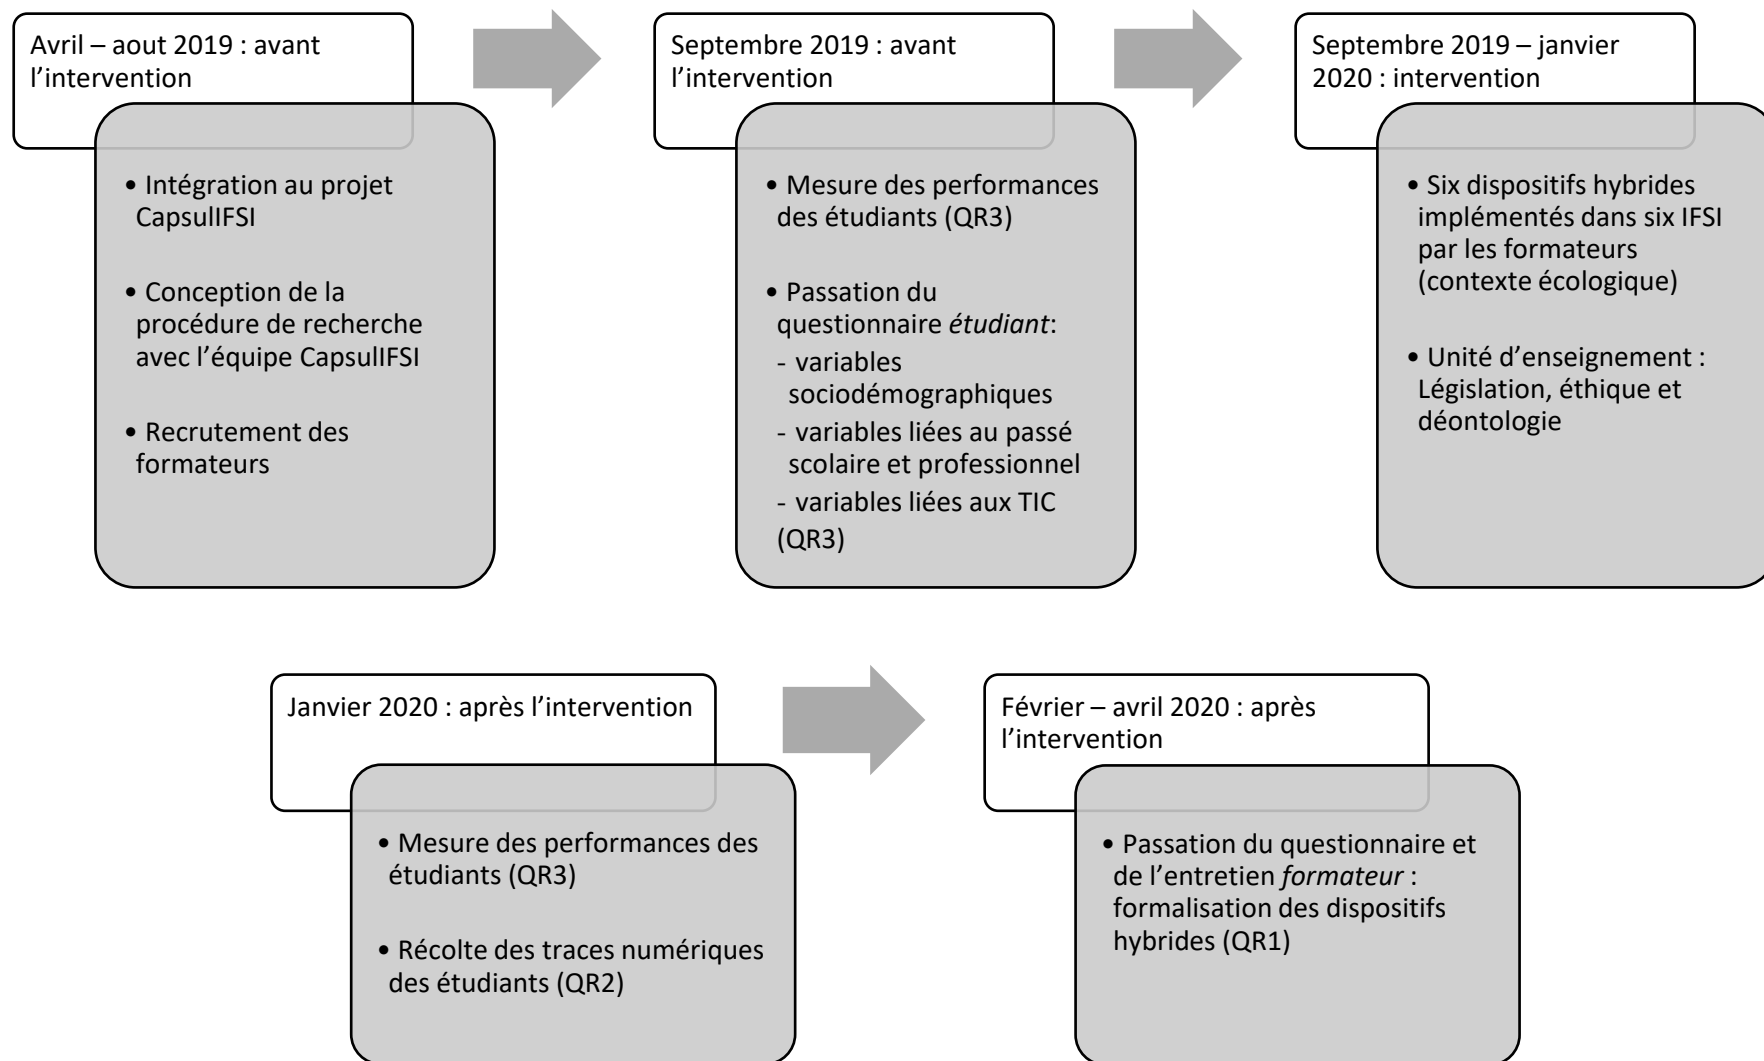 Avril – aout 2019 : avant
l’intervention
• Intégration au projet
CapsulIFSI
• Conception de la
procédure de recherche
avec l’équipe CapsulIFSI
• Recrutement des
formateurs
Septembre 2019 : avant
l’intervention
• Mesure des performances
des étudiants (QR3)
• Passation du
questionnaire étudiant:
- variables
sociodémographiques
- variables liées au passé
scolaire et professionnel
- variables liées aux TIC
(QR3)
Septembre 2019 – janvier
2020 : intervention
• Six dispositifs hybrides
implémentés dans six IFSI
par les formateurs
(contexte écologique)
• Unité d’enseignement :
Législation, éthique et
déontologie
Janvier 2020 : après l’intervention
• Mesure des performances des
étudiants (QR3)
• Récolte des traces numériques
des étudiants (QR2)
Février – avril 2020 : après
l’intervention
• Passation du questionnaire et
de l’entretien formateur :
formalisation des dispositifs
hybrides (QR1)